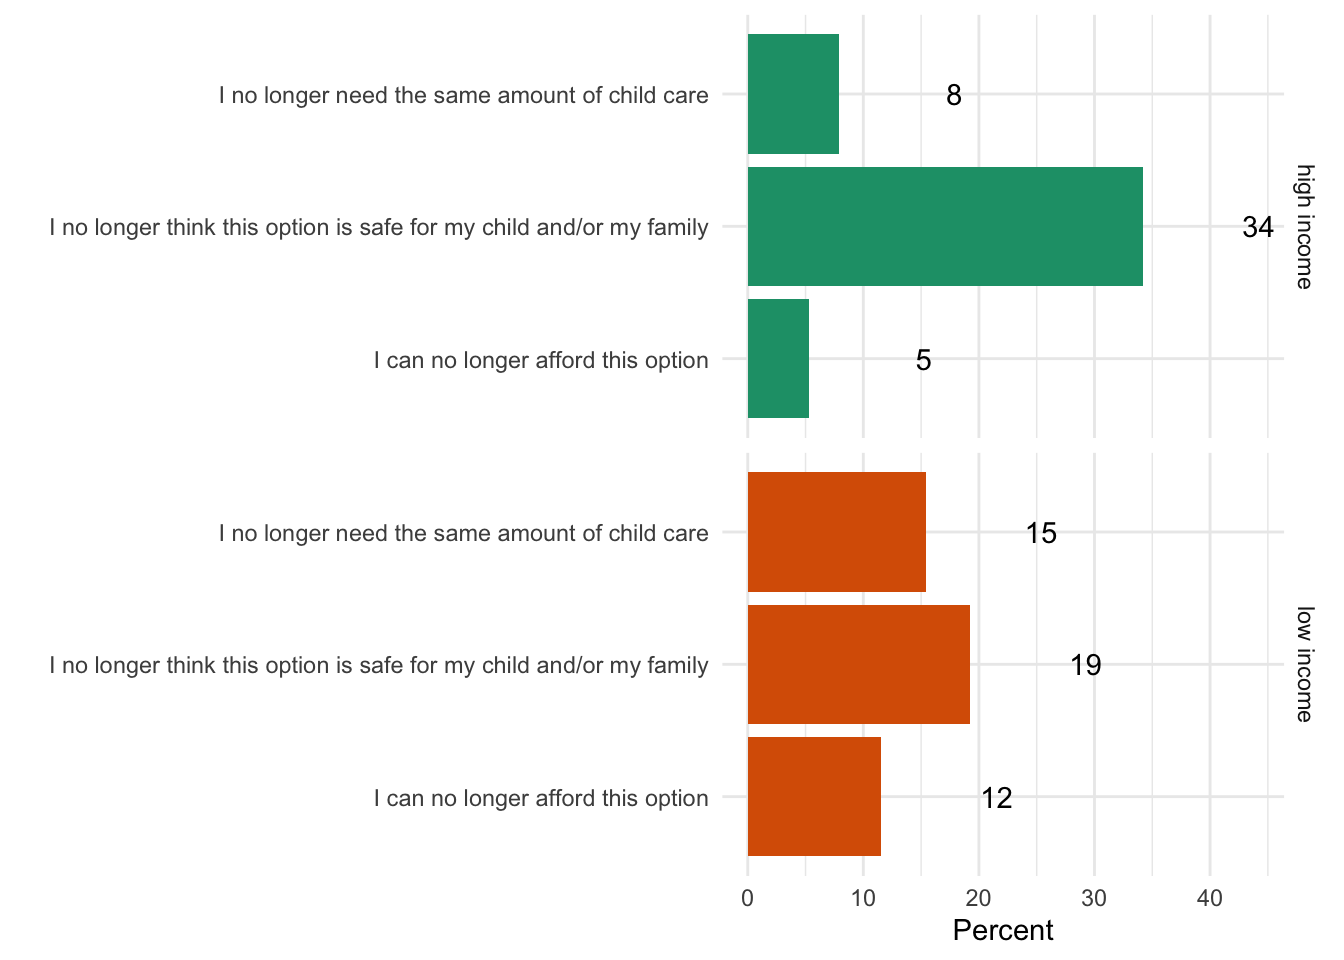 I no longer need the same amount of child care
8
I no longer think this option is safe for my child and/or my family
34
I can no longer afford this option
5
high income
I no longer need the same amount of child care
15
I no longer think this option is safe for my child and/or my family
19
I can no longer afford this option
12
low income
0 10 20 30 40
Percent